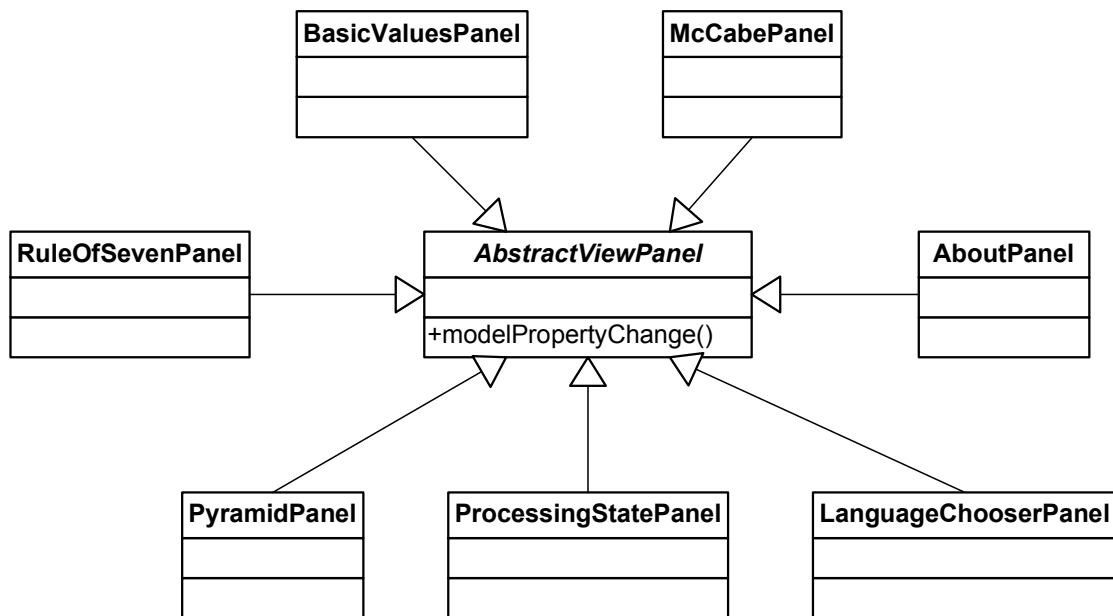 BasicValuesPanel
McCabePanel
RuleOfSevenPanel
AbstractViewPanel
AboutPanel
+modelPropertyChange()
PyramidPanel
ProcessingStatePanel
LanguageChooserPanel